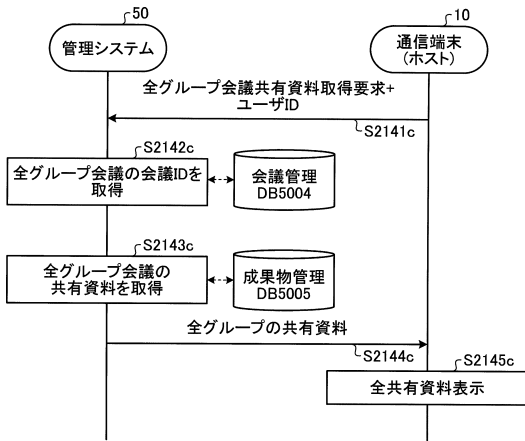 50
10
管理システム
通信端末
(ホスト)
全グループ会議共有資料取得要求+
ユーザID
S2141c
S2142c
全グループ会議の会議IDを
取得
会議管理
DB5004
S2143c
全グループ会議の
共有資料を取得
成果物管理
DB5005
全グループの共有資料
S2144c
S2145c
全共有資料表示